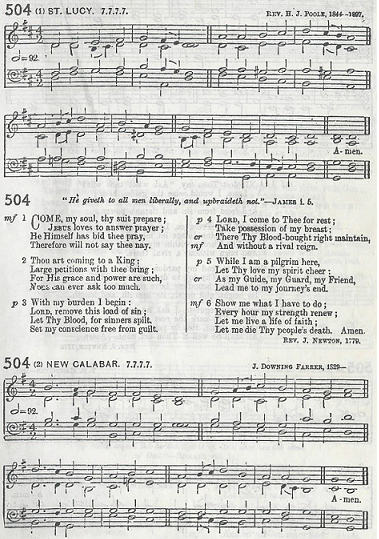 504 (1) ST. LUCY. 7.7.7.7. REV. H. J. POOLE, 1844–1897.
=92.
A-men.
504
"He giveth to all men liberally, and upbraideth not."—JAMES i. 5.
mf 1 COME, my soul, thy suit prepare;
JESUS loves to answer prayer;
He Himself has bid thee pray,
Therefore will not say thee nay.
2 Thou art coming to a King:
Large petitions with thee bring;
For His grace and power are such,
None can ever ask too much.
p 3 With my burden I begin:
LORD, remove this load of sin;
Let Thy Blood, for sinners spilt,
Set my conscience free from guilt.
p 4 LORD, I come to Thee for rest;
Take possession of my breast;
cr There Thy Blood-bought right maintain,
mf And without a rival reign.
p 5 While I am a pilgrim here,
Let Thy love my spirit cheer;
cr As my Guide, my Guard, my Friend,
Lead me to my journey's end.
mf 6 Show me what I have to do;
Every hour my strength renew;
Let me live a life of faith;
Let me die Thy people's death. Amen.
REV. J. NEWTON, 1779.
504 (2) NEW CALABAR. 7.7.7.7. J. DOWNING FARRER, 1829–
=92.
A-men.